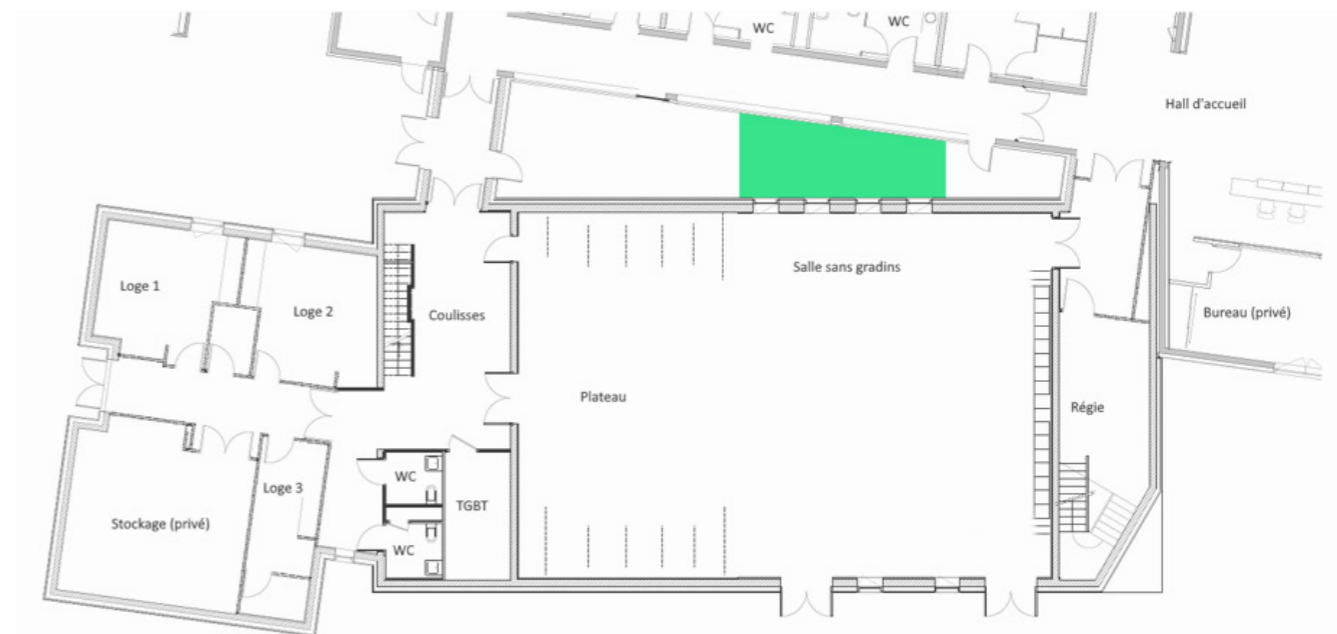 WC
WC
Hall d'accueil
Salle sans gradins
Loge 1
Loge 2
Coulisses
Bureau (privé)
Plateau
Régie
WC
Loge 3
TGBT
Stockage (privé)
WC